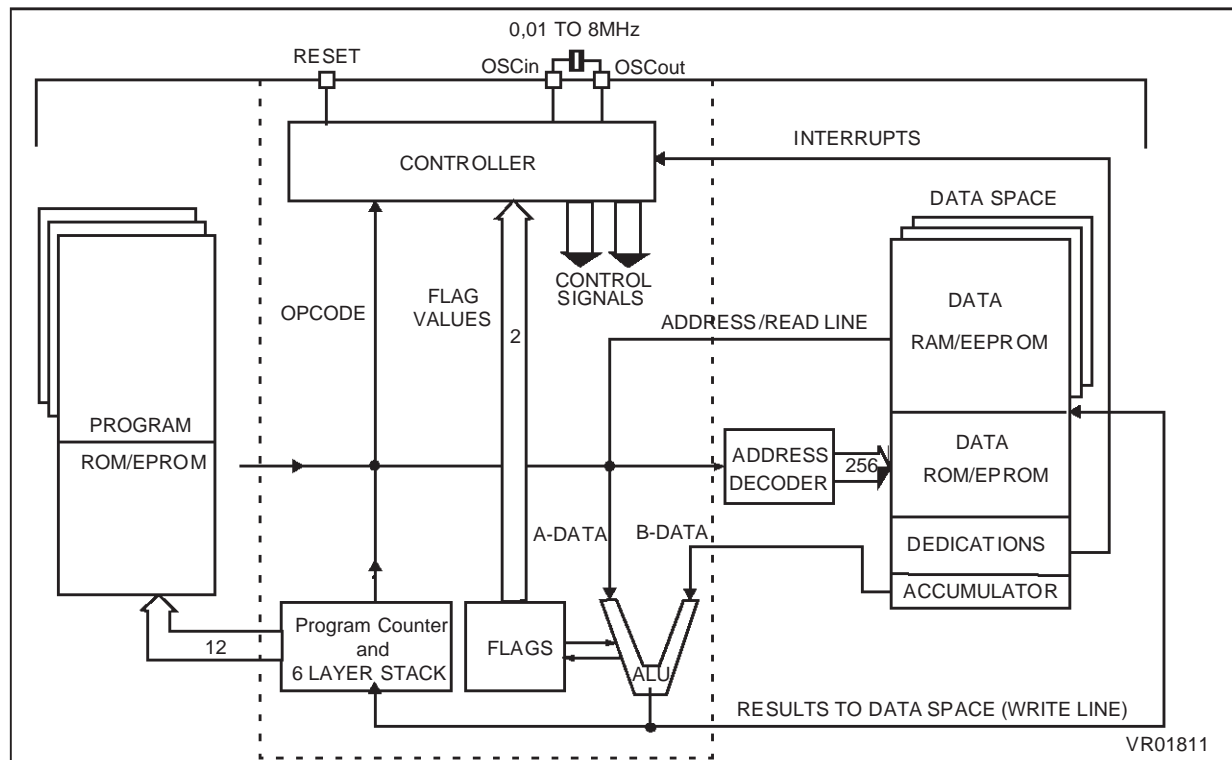 0,01 TO 8MHz
RESET
OSCin
OSCout
INTERRUPTS
CONTROLLER
DATA SPACE
CONTROL
SIGNALS
OPCODE
FLAG
VALUES
2
ADDRESS/READ LINE
DATA
RAM/EEPROM
PROGRAM
ROM/EPROM
ADDRESS
DECODER
256
DATA
ROM/EPROM
A-DATA
B-DATA
DEDICATIONS
ACCUMULATOR
12
Program Counter
and
6 LAYER STACK
FLAGS
ALU
RESULTS TO DATA SPACE (WRITE LINE)
VR01811